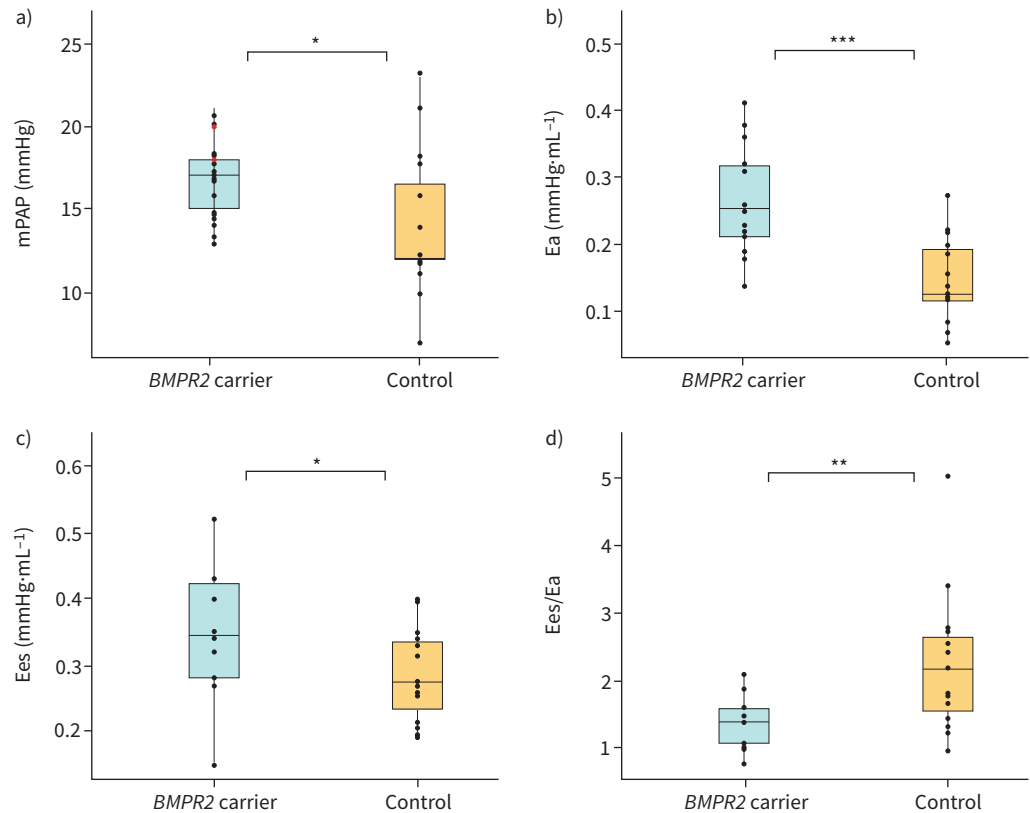 a)
*
25
20
15
10
mPAP (mmHg)
BMPR2 carrier
Control
b)
***
0.5
0.4
0.3
0.2
0.1
Ea (mmHg·mL⁻¹)
BMPR2 carrier
Control
c)
*
0.6
0.5
0.4
0.3
0.2
Ees (mmHg·mL⁻¹)
BMPR2 carrier
Control
d)
**
5
4
3
2
1
Ees/Ea
BMPR2 carrier
Control